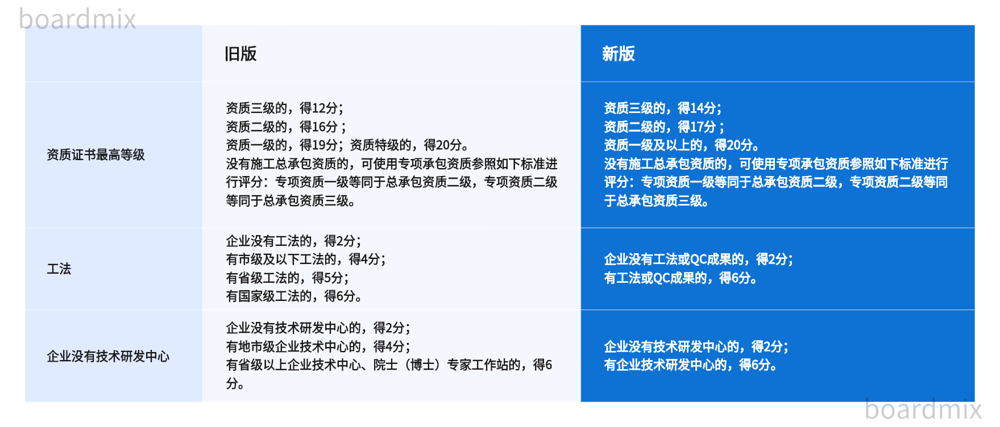 boardmix
旧版
新版
资质证书最高等级
资质三级的，得12分；
资质二级的，得16分 ；
资质一级的，得19分；资质特级的，得20分。
没有施工总承包资质的，可使用专项承包资质参照如下标准进
行评分：专项资质一级等同于总承包资质二级，专项资质二级
等同于总承包资质三级。
资质三级的，得14分；
资质二级的，得17分 ；
资质一级及以上的，得20分。
没有施工总承包资质的，可使用专项承包资质参照如下标准进行
评分：专项资质一级等同于总承包资质二级，专项资质二级等同
于总承包资质三级。
工法
企业没有工法的，得2分；
有市级及以下工法的，得4分；
有省级工法的，得5分；
有国家级工法的，得6分。
企业没有工法或QC成果的，得2分；
有工法或QC成果的，得6分。
企业没有技术研发中心
企业没有技术研发中心的，得2分；
有地市级企业技术中心的，得4分；
有省级以上企业技术中心、院士（博士）专家工作站的，得6
分。
企业没有技术研发中心的，得2分；
有企业技术研发中心的，得6分。
boardmix